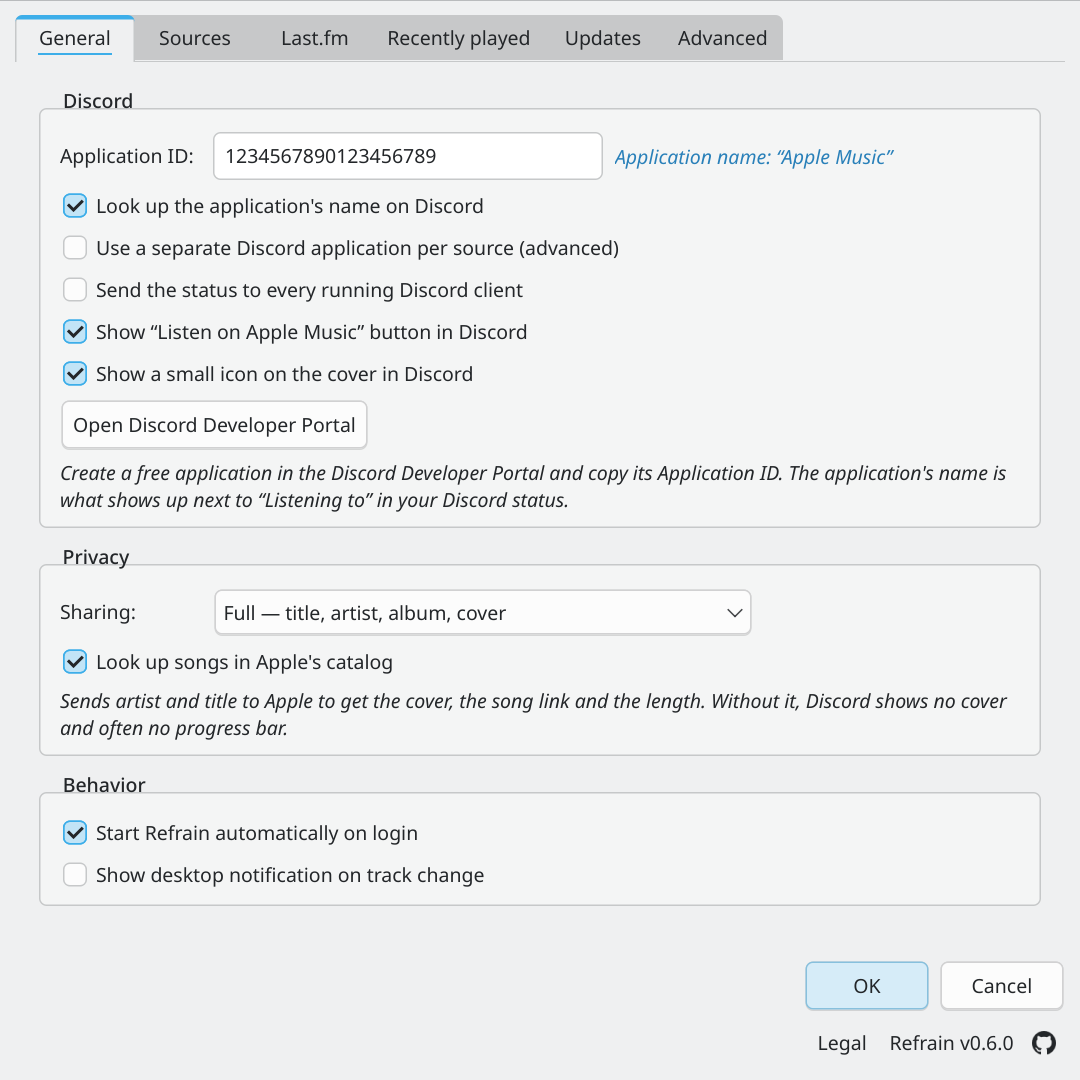 General Sources Last.fm Recently played Updates Advanced
Discord
Application ID: 1234567890123456789 Application name: “Apple Music”
Look up the application's name on Discord
Use a separate Discord application per source (advanced)
Send the status to every running Discord client
Show “Listen on Apple Music” button in Discord
Show a small icon on the cover in Discord
Open Discord Developer Portal
Create a free application in the Discord Developer Portal and copy its Application ID. The application's name is
what shows up next to “Listening to” in your Discord status.
Privacy
Sharing: Full — title, artist, album, cover
Look up songs in Apple's catalog
Sends artist and title to Apple to get the cover, the song link and the length. Without it, Discord shows no cover
and often no progress bar.
Behavior
Start Refrain automatically on login
Show desktop notification on track change
OK Cancel
Legal Refrain v0.6.0